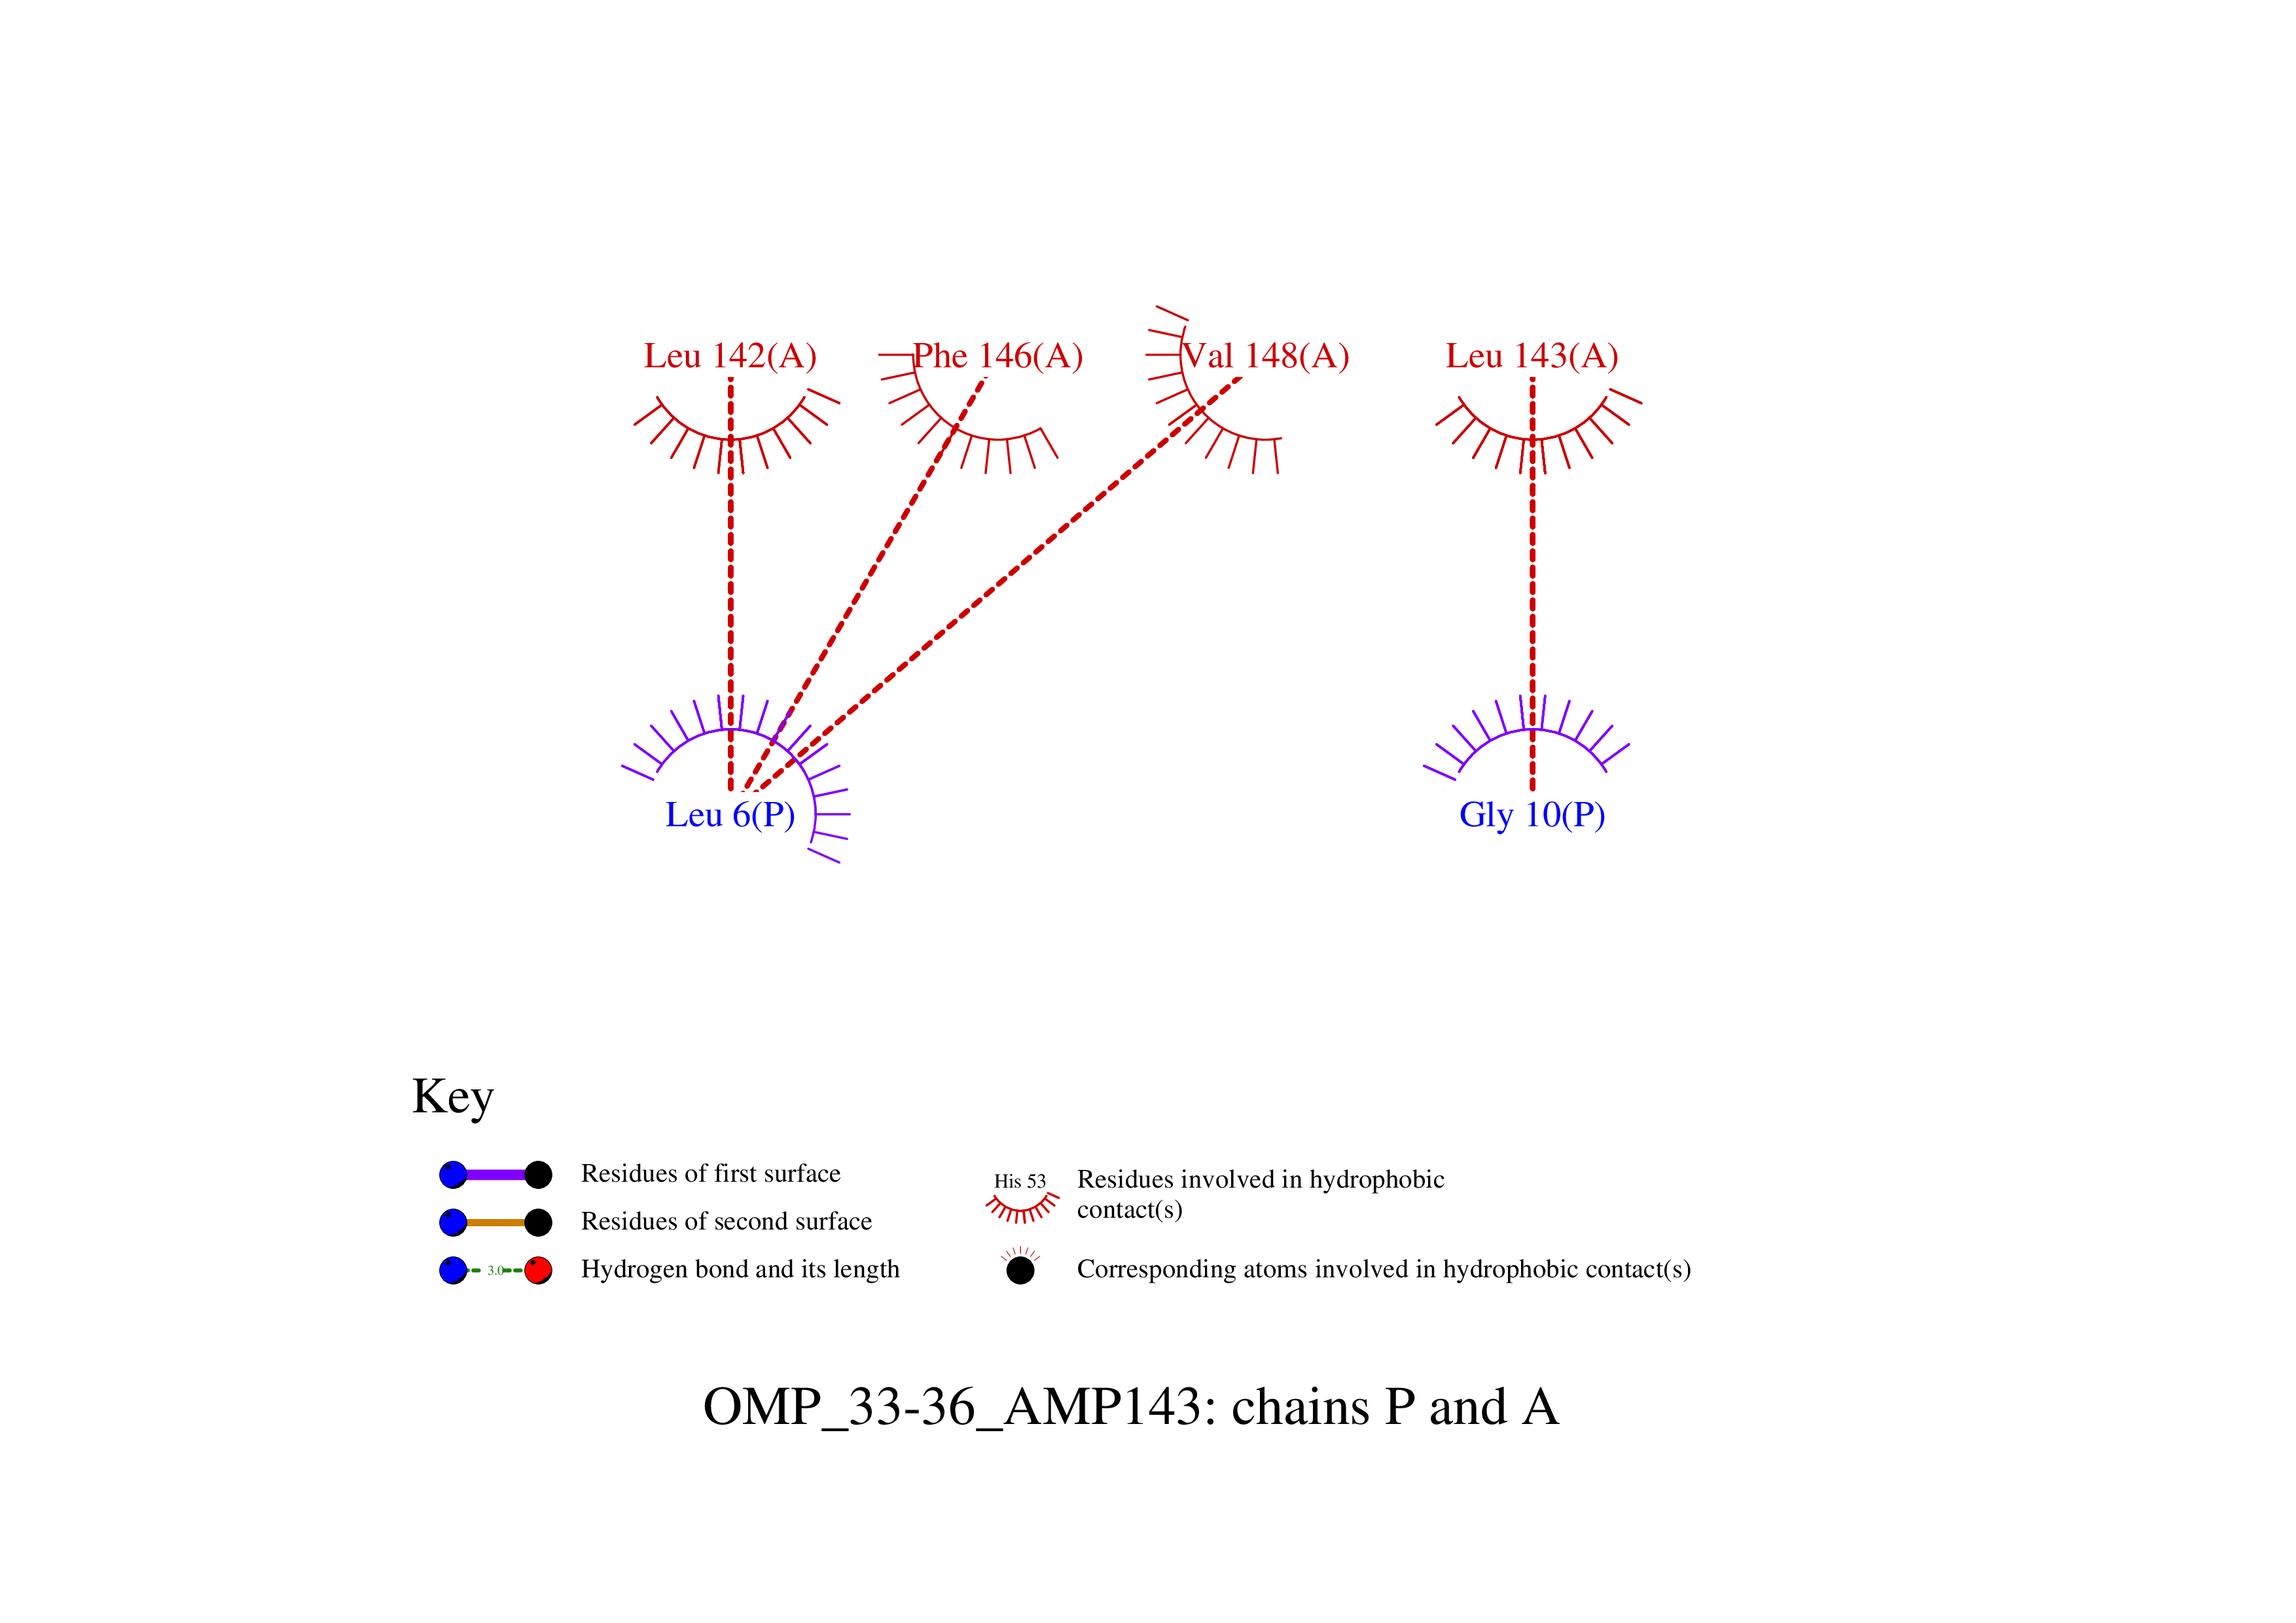 Leu 142(A) Phe 146(A) Val 148(A) Leu 143(A)
Leu 6(P) Gly 10(P)
Key
Residues of first surface
Residues of second surface
3.0 Hydrogen bond and its length
His 53 Residues involved in hydrophobic
contact(s)
Corresponding atoms involved in hydrophobic contact(s)
OMP_33-36_AMP143: chains P and A